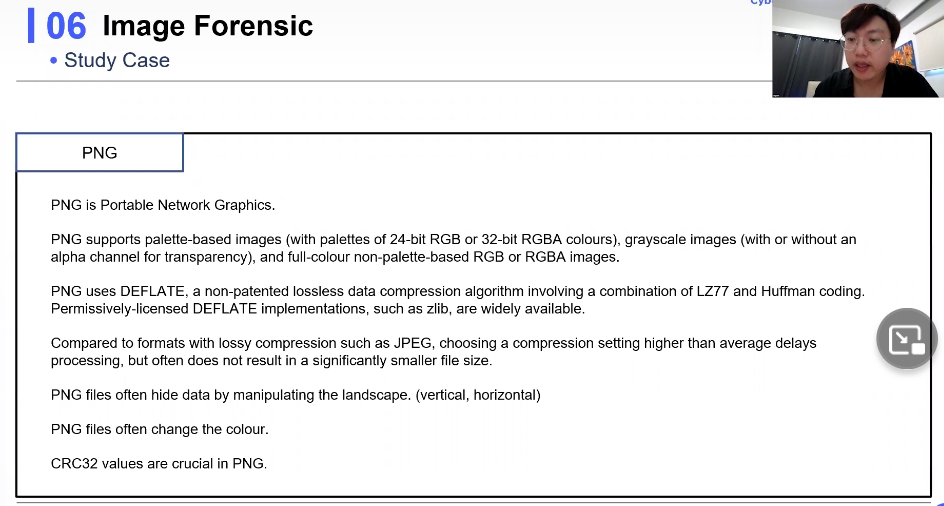 Cyb
06 Image Forensic
• Study Case
PNG
PNG is Portable Network Graphics.
PNG supports palette-based images (with palettes of 24-bit RGB or 32-bit RGBA colours), grayscale images (with or without an
alpha channel for transparency), and full-colour non-palette-based RGB or RGBA images.
PNG uses DEFLATE, a non-patented lossless data compression algorithm involving a combination of LZ77 and Huffman coding.
Permissively-licensed DEFLATE implementations, such as zlib, are widely available.
Compared to formats with lossy compression such as JPEG, choosing a compression setting higher than average delays
processing, but often does not result in a significantly smaller file size.
PNG files often hide data by manipulating the landscape. (vertical, horizontal)
PNG files often change the colour.
CRC32 values are crucial in PNG.